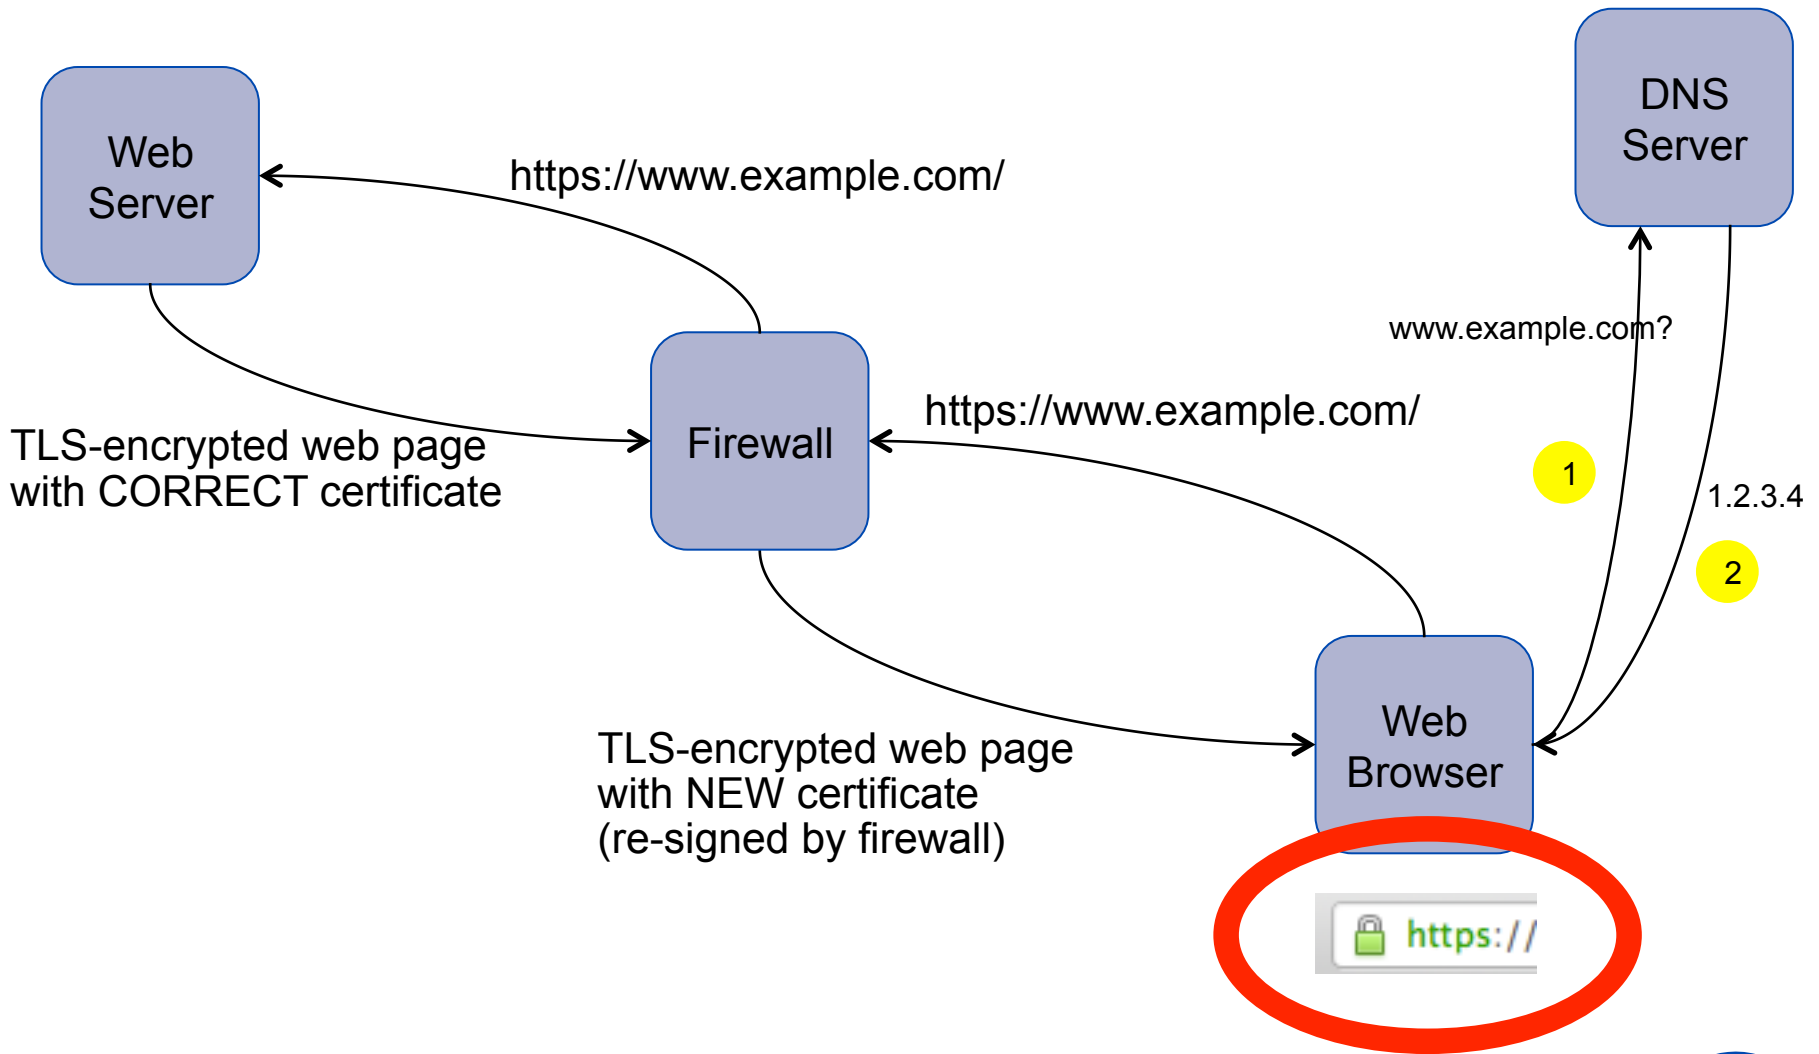 DNS
Server
Web
Server
https://www.example.com/
www.example.com?
https://www.example.com/
TLS-encrypted web page
with CORRECT certificate
Firewall
1
1.2.3.4
2
TLS-encrypted web page
with NEW certificate
(re-signed by firewall)
Web
Browser
https://